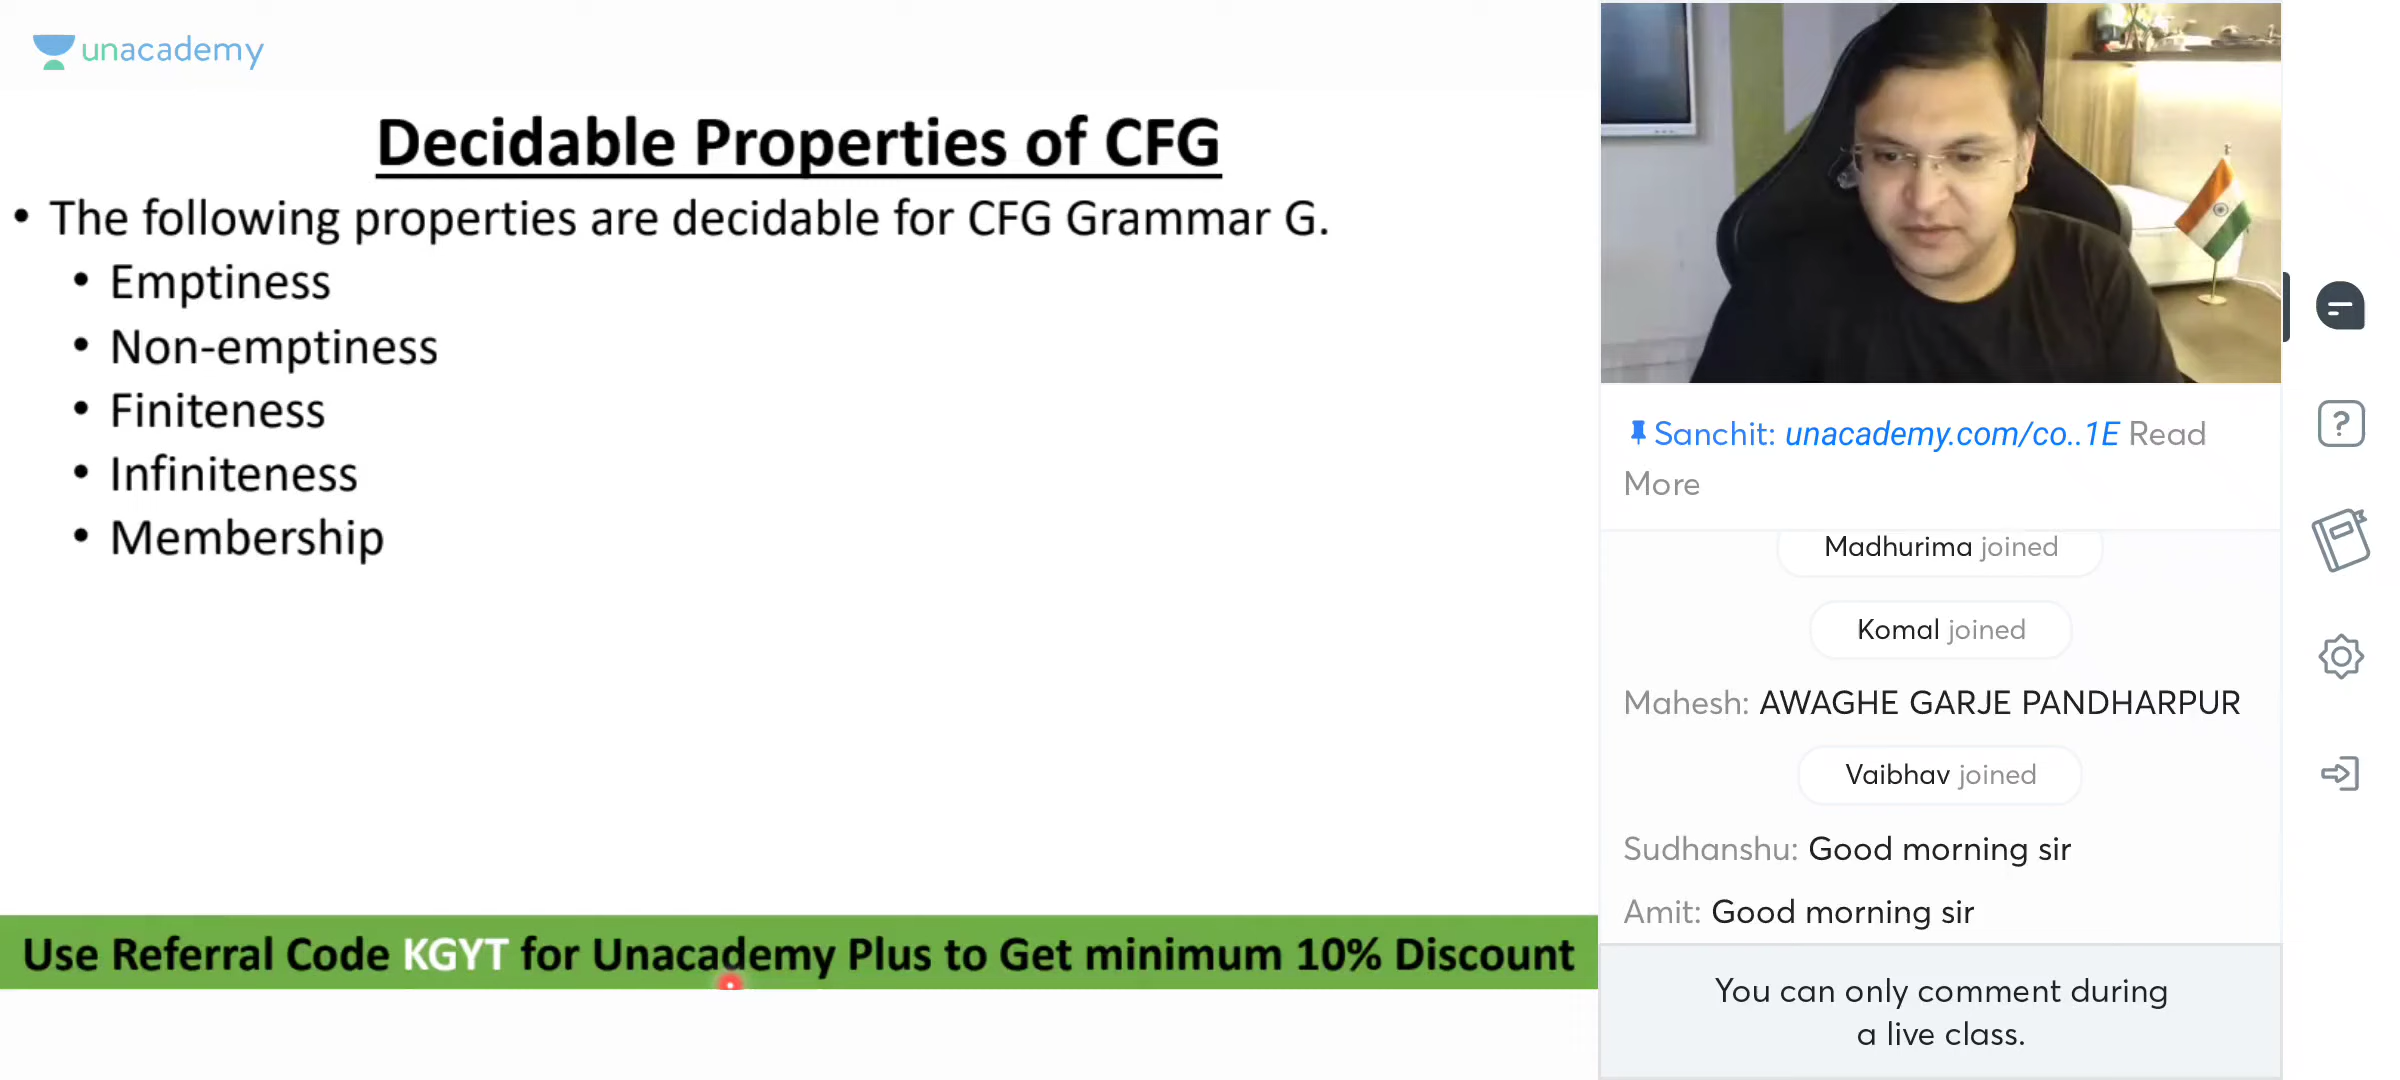 unacademy
Decidable Properties of CFG
• The following properties are decidable for CFG Grammar G.
• Emptiness
• Non-emptiness
• Finiteness
• Infiniteness
• Membership
Use Referral Code KGYT for Unacademy Plus to Get minimum 10% Discount
Sanchit: unacademy.com/co..1E Read
More
Madhurima joined
Komal joined
Mahesh: AWAGHE GARJE PANDHARPUR
Vaibhav joined
Sudhanshu: Good morning sir
Amit: Good morning sir
You can only comment during
a live class.